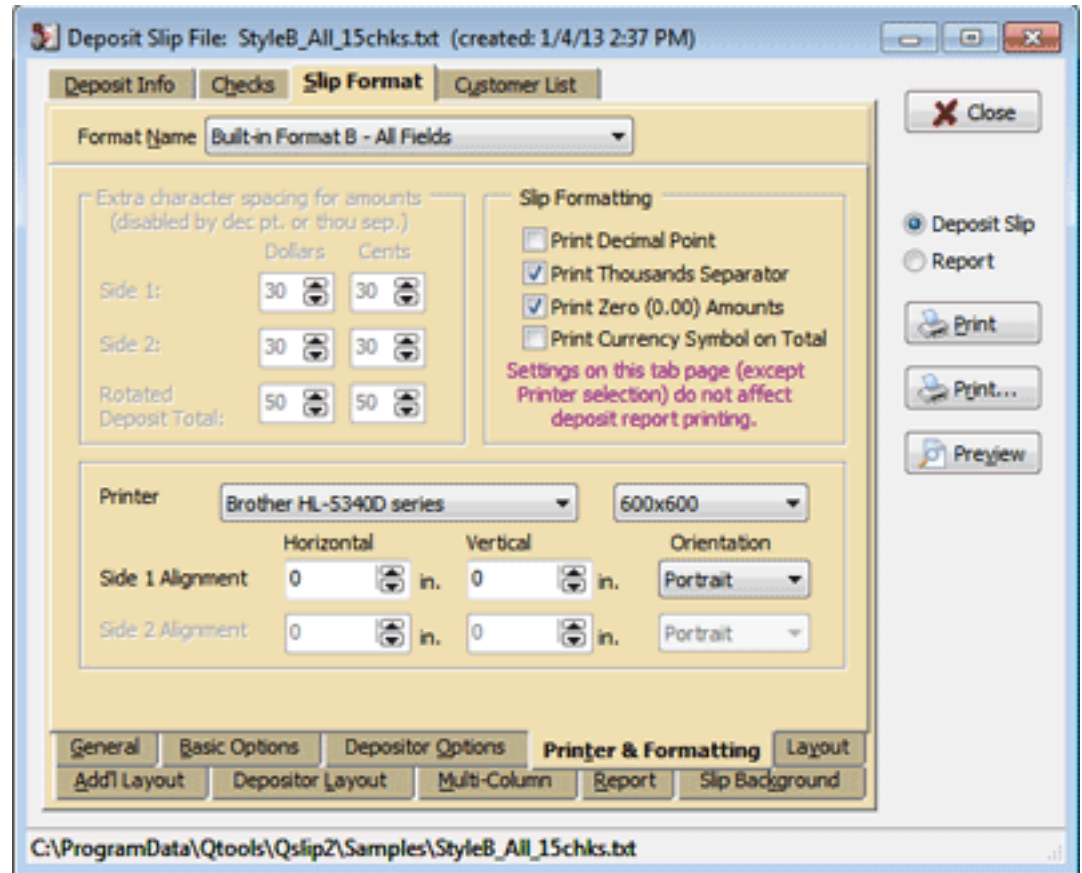 Deposit Slip File: StyleB_All_15chks.txt (created: 1/4/13 2:37 PM)
Deposit Info Checks Slip Format Customer List
Close
Format Name Built-in Format B - All Fields
Extra character spacing for amounts
(disabled by dec pt. or thou sep.)
Dollars Cents
Side 1: 30 30
Side 2: 30 30
Rotated
Deposit Total: 50 50
Slip Formatting
Print Decimal Point
Print Thousands Separator
Print Zero (0.00) Amounts
Print Currency Symbol on Total
Settings on this tab page (except
Printer selection) do not affect
deposit report printing.
Deposit Slip
Report
Print
Print...
Preview
Printer Brother HL-5340D series 600x600
Horizontal Vertical Orientation
Side 1 Alignment 0 in. 0 in. Portrait
Side 2 Alignment 0 in. 0 in. Portrait
General Basic Options Depositor Options Printer & Formatting Layout
Add'l Layout Depositor Layout Multi-Column Report Slip Background
C:\ProgramData\Qtools\Qslip2\Samples\StyleB_All_15chks.txt